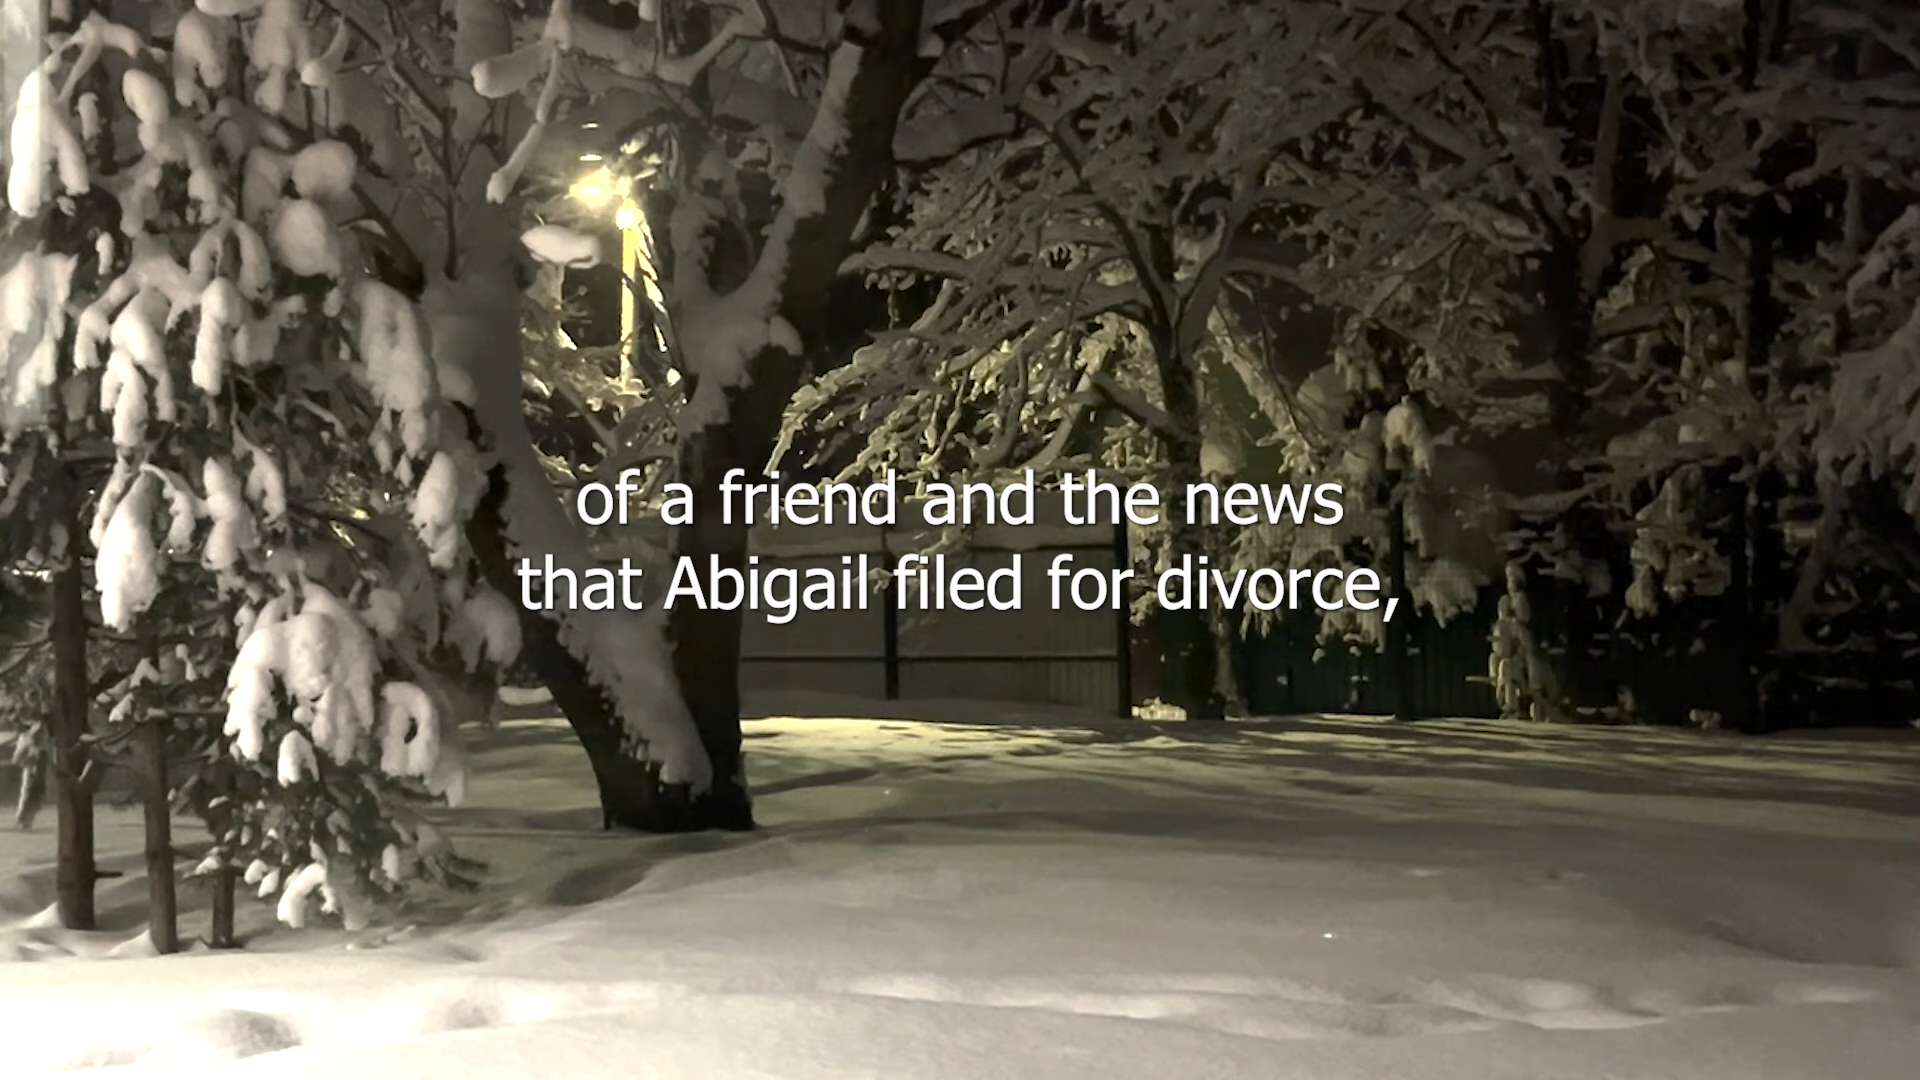 of a friend and the news
that Abigail filed for divorce,